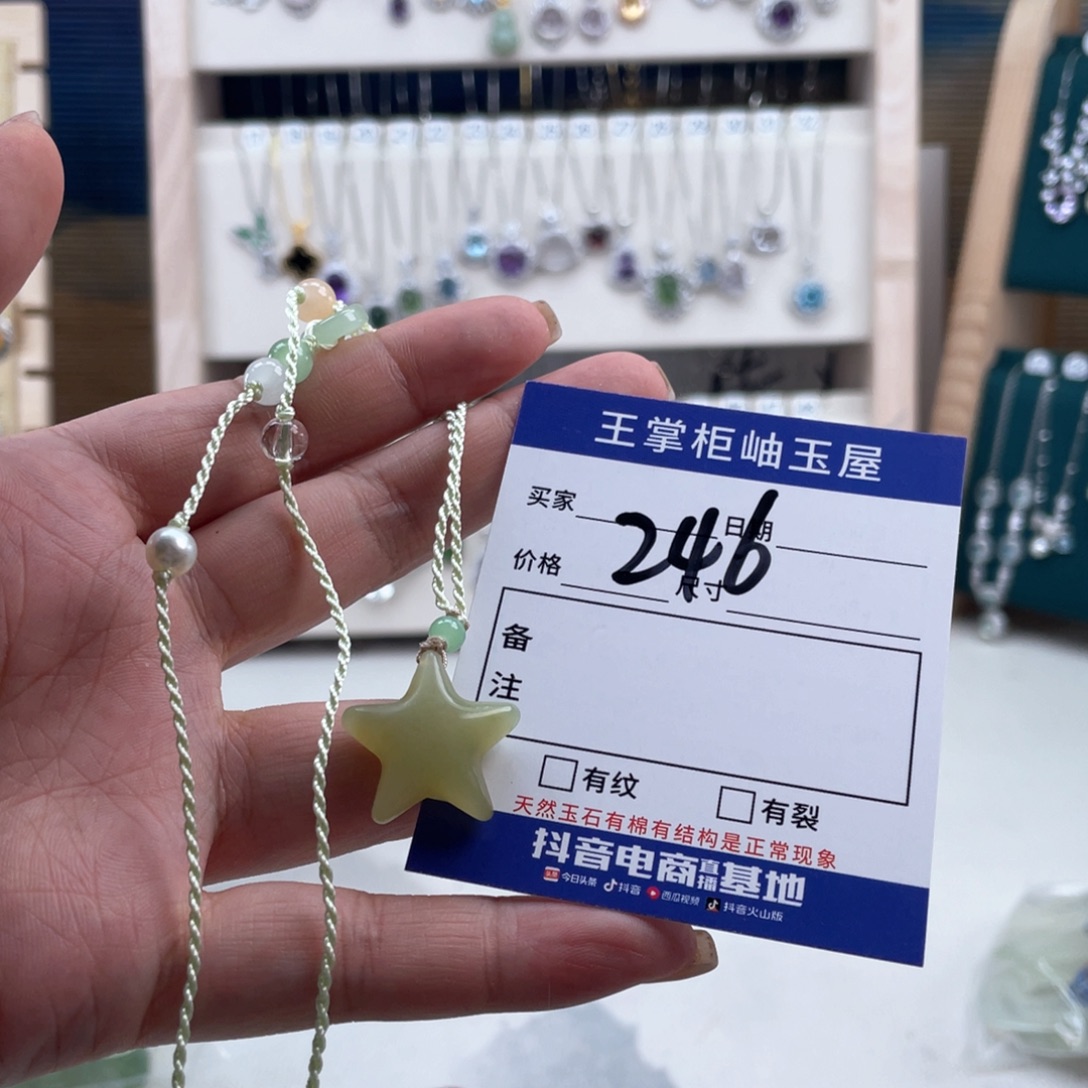 王掌柜岫玉屋
买家 日期
246
价格 尺寸
备注
有纹 有裂
天然玉石有棉有结构是正常现象
抖音电商直播基地
今日头条 抖音 西瓜视频 抖音火山版